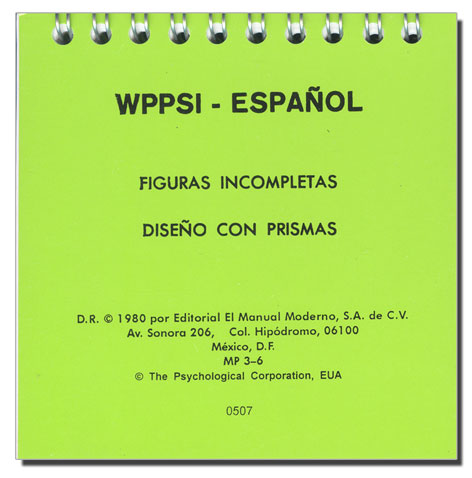 WPPSI - ESPAÑOL
FIGURAS INCOMPLETAS
DISEÑO CON PRISMAS
D.R. © 1980 por Editorial El Manual Moderno, S.A. de C.V.
Av. Sonora 206, Col. Hipódromo, 06100
México, D.F.
MP 3–6
© The Psychological Corporation, EUA
0507